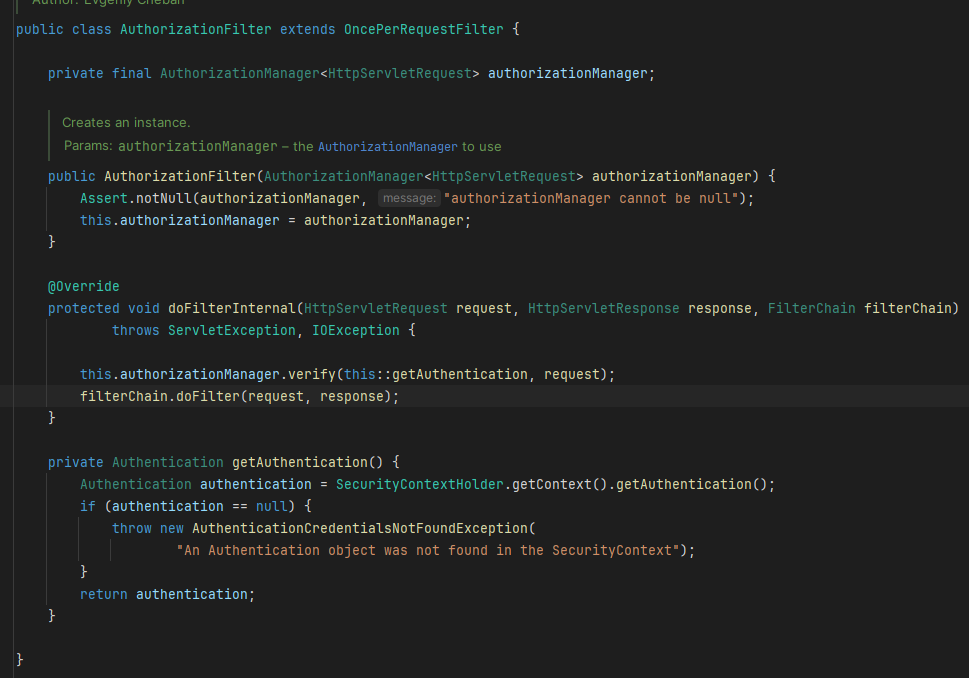 Author: Evgeniy Cheban
public class AuthorizationFilter extends OncePerRequestFilter {
private final AuthorizationManager<HttpServletRequest> authorizationManager;
Creates an instance.
Params: authorizationManager – the AuthorizationManager to use
public AuthorizationFilter(AuthorizationManager<HttpServletRequest> authorizationManager) {
Assert.notNull(authorizationManager, message: "authorizationManager cannot be null");
this.authorizationManager = authorizationManager;
}
@Override
protected void doFilterInternal(HttpServletRequest request, HttpServletResponse response, FilterChain filterChain)
throws ServletException, IOException {
this.authorizationManager.verify(this::getAuthentication, request);
filterChain.doFilter(request, response);
}
private Authentication getAuthentication() {
Authentication authentication = SecurityContextHolder.getContext().getAuthentication();
if (authentication == null) {
throw new AuthenticationCredentialsNotFoundException(
"An Authentication object was not found in the SecurityContext");
}
return authentication;
}
}